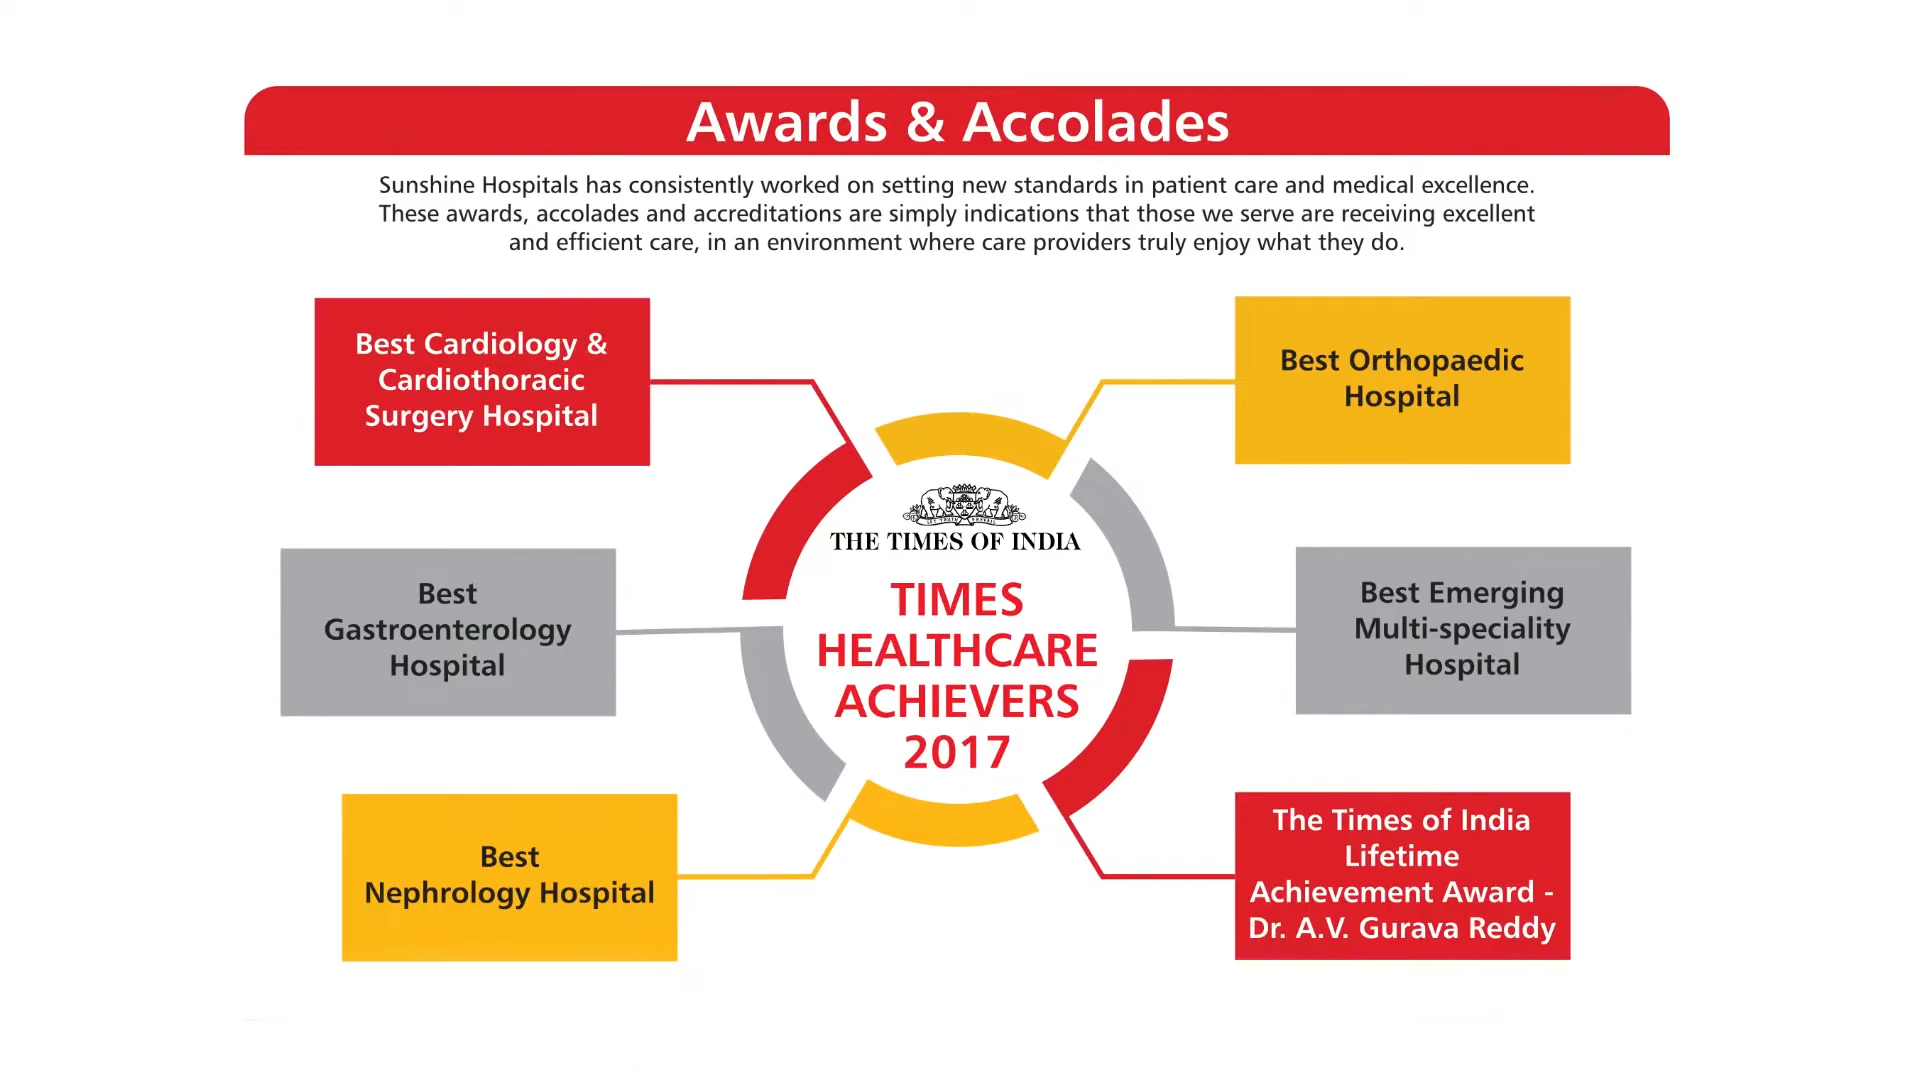 Awards & Accolades
Sunshine Hospitals has consistently worked on setting new standards in patient care and medical excellence.
These awards, accolades and accreditations are simply indications that those we serve are receiving excellent
and efficient care, in an environment where care providers truly enjoy what they do.
Best Cardiology &
Cardiothoracic
Surgery Hospital
Best Orthopaedic
Hospital
LET TRUTH PREVAIL
THE TIMES OF INDIA
TIMES
HEALTHCARE
ACHIEVERS
2017
Best
Gastroenterology
Hospital
Best Emerging
Multi-speciality
Hospital
Best
Nephrology Hospital
The Times of India
Lifetime
Achievement Award -
Dr. A.V. Gurava Reddy